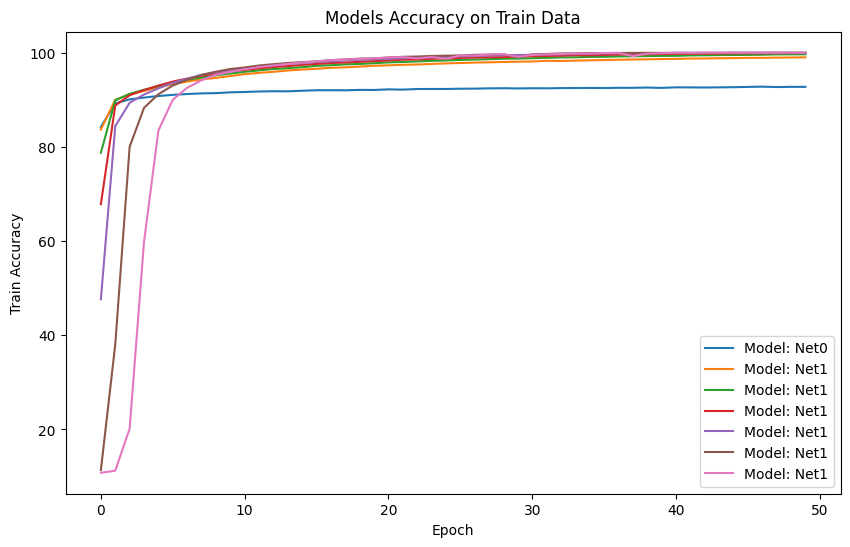 Models Accuracy on Train Data
Train Accuracy
100
80
60
40
20
0
10
20
30
40
50
Epoch
Model: Net0
Model: Net1
Model: Net1
Model: Net1
Model: Net1
Model: Net1
Model: Net1